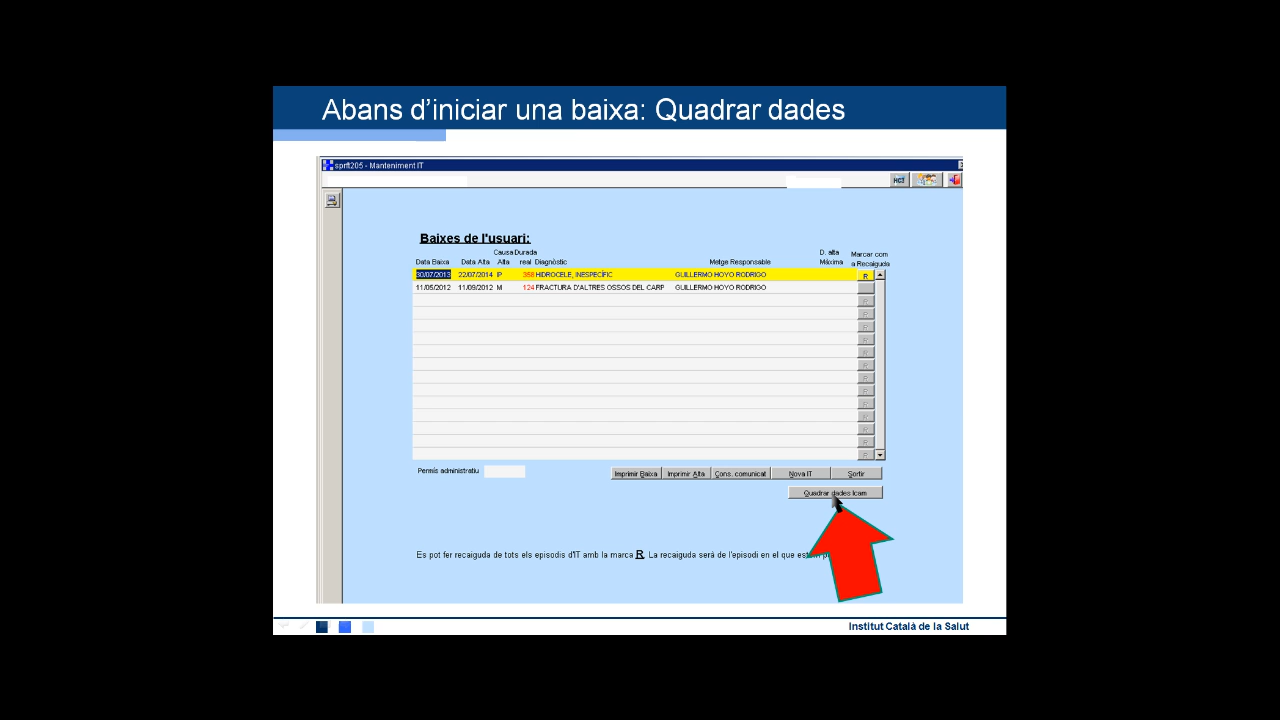 Abans d'iniciar una baixa: Quadrar dades
sprfl205 - Manteniment IT
HCT
Baixes de l'usuari:
Causa Durada D. alta Marcar com
Data Baixa Data Alta Alta real Diagnòstic Metge Responsable Màxima a Recaiguda
30/07/2013 22/07/2014 IP 358 HIDROCELE, INESPECÍFIC GUILLERMO HOYO RODRIGO R
11/05/2012 11/09/2012 M 124 FRACTURA D'ALTRES OSSOS DEL CARP GUILLERMO HOYO RODRIGO
R
R
R
R
R
R
R
R
R
R
R
R
R
Permís administratiu Imprimir Baixa Imprimir Alta Cons. comunicat Nova IT Sortir
Quadrar dades Icam
Es pot fer recaiguda de tots els episodis d'IT amb la marca R. La recaiguda serà de l'episodi en el que
Institut Català de la Salut